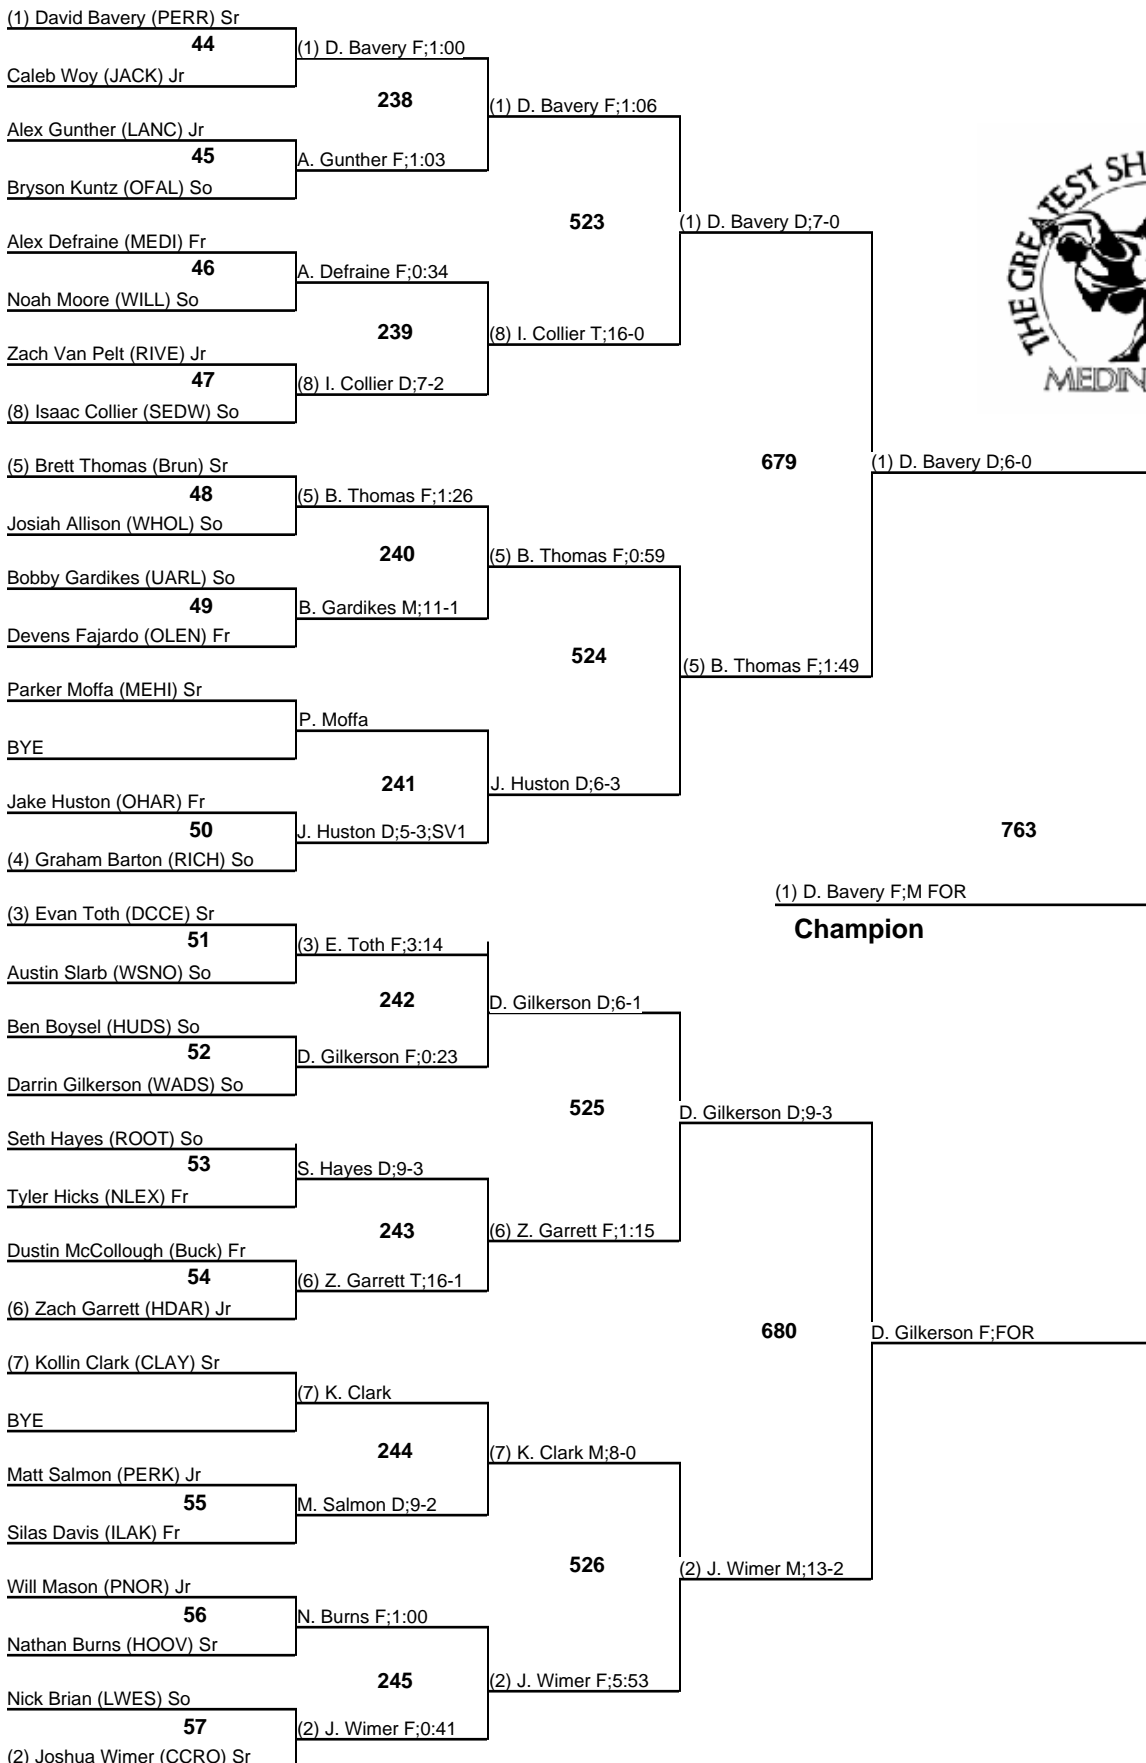 (1) David Bavery (PERR) Sr
44
Caleb Woy (JACK) Jr
(1) D. Bavery F;1:00
238
Alex Gunther (LANC) Jr
45
Bryson Kuntz (OFAL) So
A. Gunther F;1:03
(1) D. Bavery F;1:06
523
Alex Defraine (MEDI) Fr
46
Noah Moore (WILL) So
A. Defraine F;0:34
239
Zach Van Pelt (RIVE) Jr
47
(8) Isaac Collier (SEDW) So
(8) I. Collier D;7-2
(8) I. Collier T;16-0
(1) D. Bavery D;7-0
679
(5) Brett Thomas (Brun) Sr
48
Josiah Allison (WHOL) So
(5) B. Thomas F;1:26
240
Bobby Gardikes (UARL) So
49
Devens Fajardo (OLEN) Fr
B. Gardikes M;11-1
(5) B. Thomas F;0:59
524
Parker Moffa (MEHI) Sr
BYE
P. Moffa
241
Jake Huston (OHAR) Fr
50
(4) Graham Barton (RICH) So
J. Huston D;5-3;SV1
J. Huston D;6-3
(5) B. Thomas F;1:49
(1) D. Bavery D;6-0
763
(1) D. Bavery F;M FOR
Champion
(3) Evan Toth (DCCE) Sr
51
Austin Slarb (WSNO) So
(3) E. Toth F;3:14
242
Ben Boysel (HUDS) So
52
Darrin Gilkerson (WADS) So
D. Gilkerson F;0:23
D. Gilkerson D;6-1
525
Seth Hayes (ROOT) So
53
Tyler Hicks (NLEX) Fr
S. Hayes D;9-3
243
Dustin McCollough (Buck) Fr
54
(6) Zach Garrett (HDAR) Jr
(6) Z. Garrett T;16-1
(6) Z. Garrett F;1:15
D. Gilkerson D;9-3
680
(7) Kollin Clark (CLAY) Sr
BYE
(7) K. Clark
244
Matt Salmon (PERK) Jr
55
Silas Davis (ILAK) Fr
M. Salmon D;9-2
(7) K. Clark M;8-0
526
Will Mason (PNOR) Jr
56
Nathan Burns (HOOV) Sr
N. Burns F;1:00
245
Nick Brian (LWES) So
57
(2) Joshua Wimer (CCRO) Sr
(2) J. Wimer F;0:41
(2) J. Wimer F;5:53
(2) J. Wimer M;13-2
D. Gilkerson F;FOR
THE GREATEST SH
MEDIN